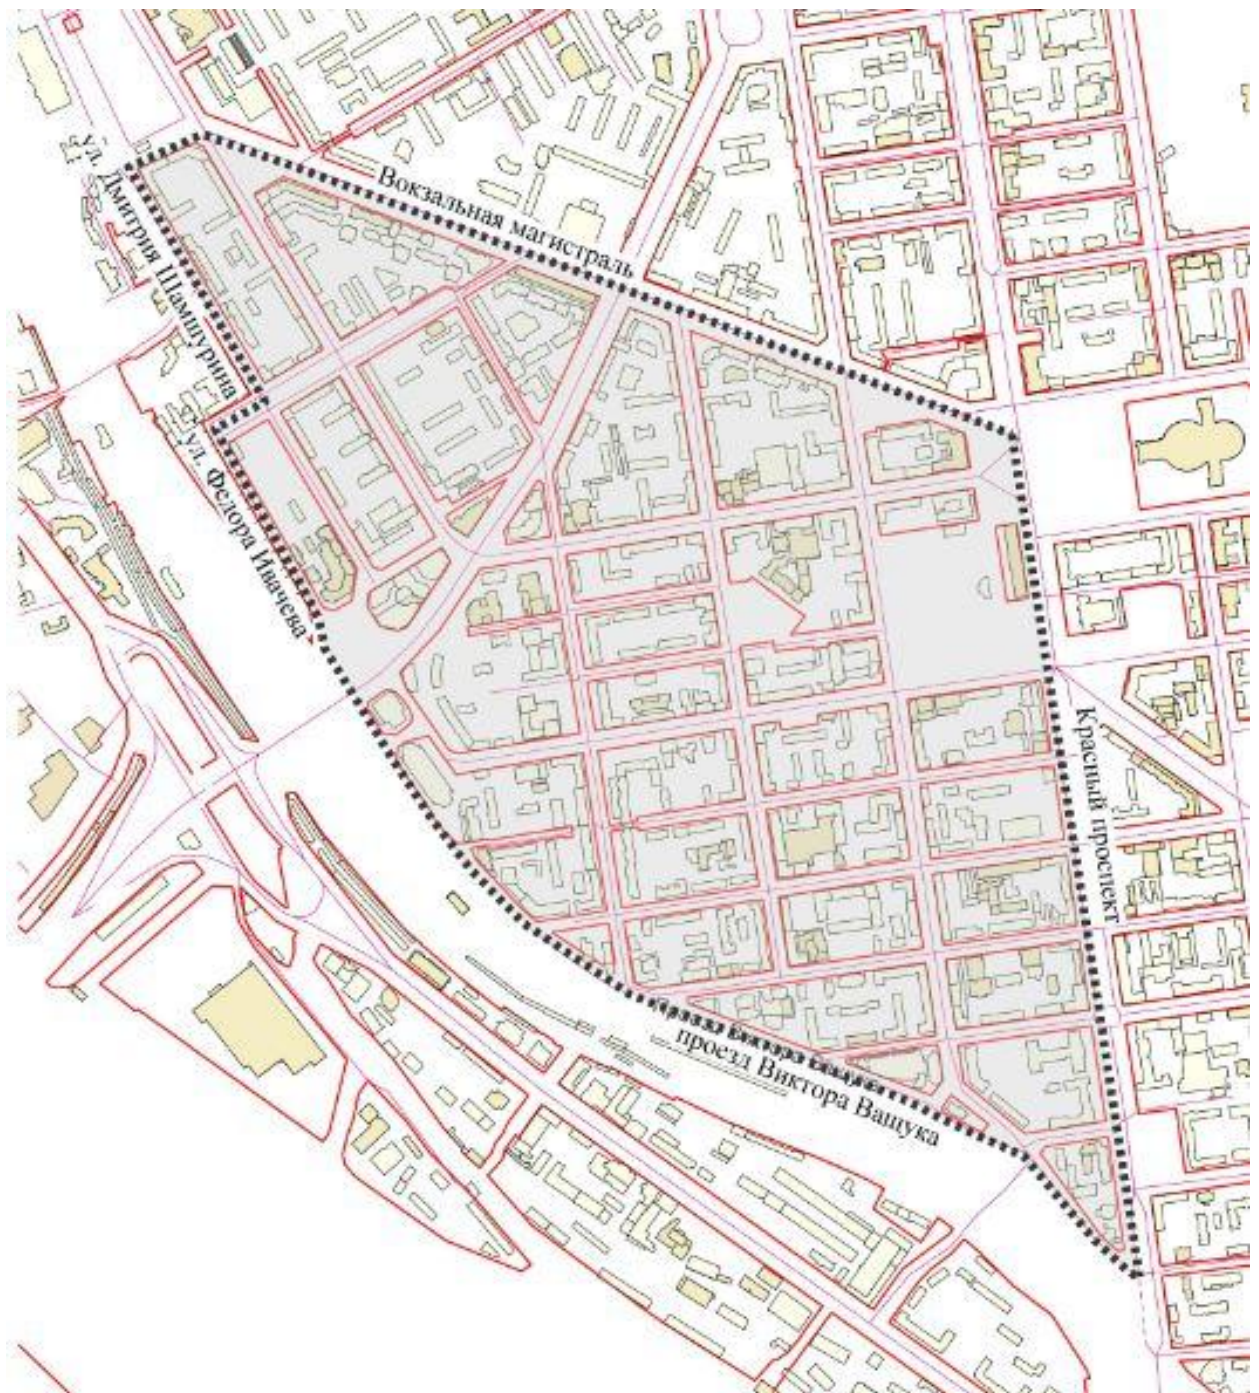 Вокзальная магистраль
ул. Дмитрия Шамшурина
ул. Федора Ивачева
Красный проспект
проезд Виктора Ващука